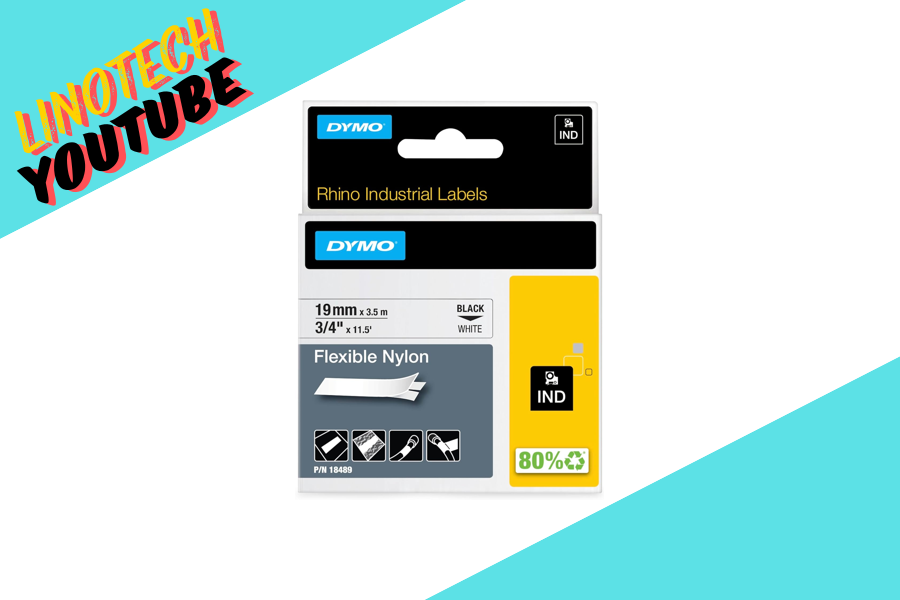 LINOTECH
YOUTUBE
DYMO
IND
Rhino Industrial Labels
DYMO
19mm x 3.5 m
3/4" x 11.5'
BLACK
WHITE
Flexible Nylon
IND
80%
P/N 18489